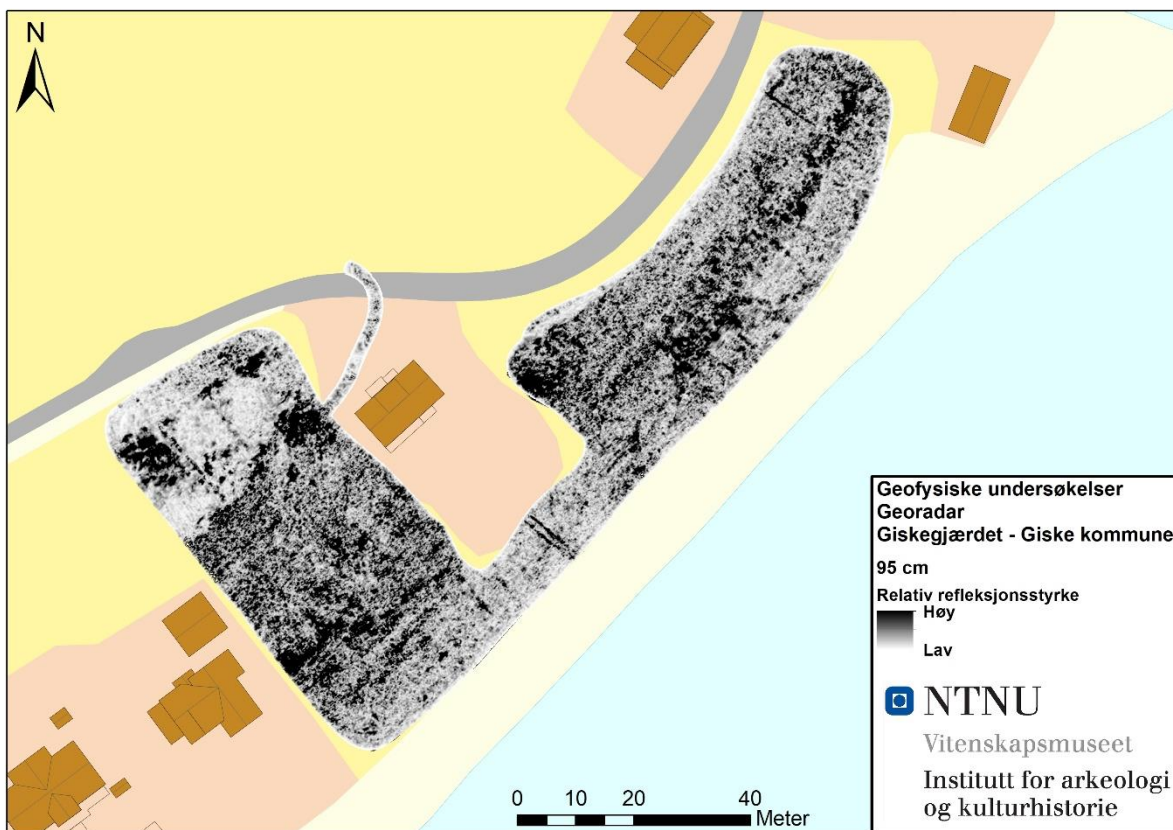 N
Geofysiske undersøkelser
Georadar
Giskegjærdet - Giske kommune
95 cm
Relativ refleksjonsstyrke
Høy
Lav
NTNU
Vitenskapsmuseet
Institutt for arkeologi
og kulturhistorie
0 10 20 40
Meter